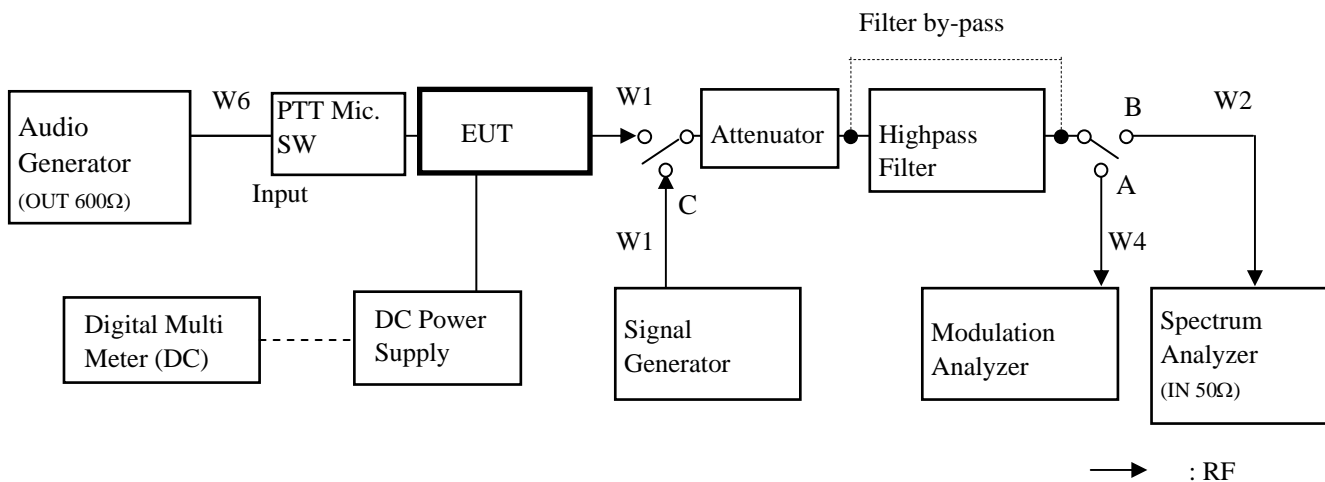 Filter by-pass
Audio
Generator
(OUT 600Ω)
W6
PTT Mic.
SW
Input
EUT
W1
C
W1
Attenuator
Highpass
Filter
B
A
W2
W4
Digital Multi
Meter (DC)
DC Power
Supply
Signal
Generator
Modulation
Analyzer
Spectrum
Analyzer
(IN 50Ω)
: RF